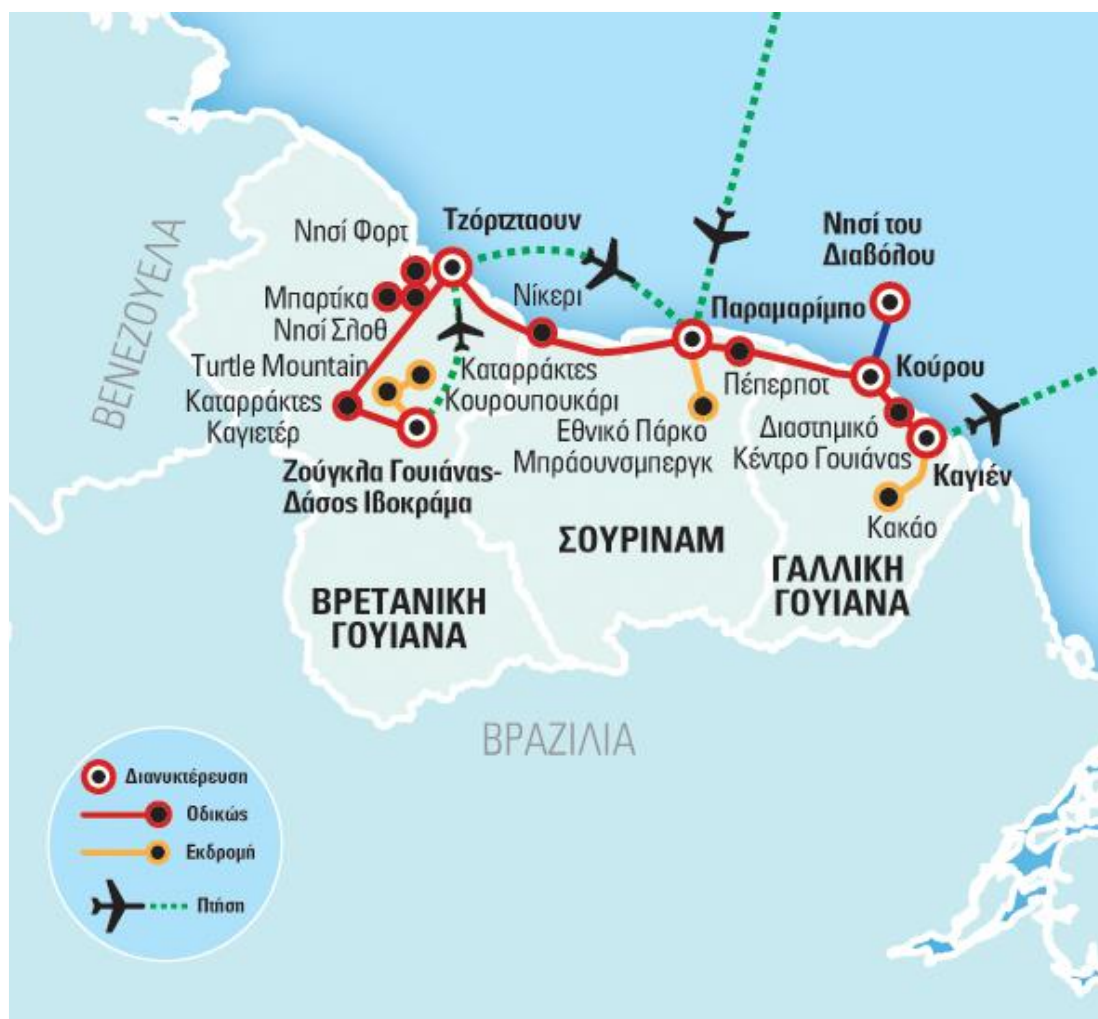 ΒΕΝΕΖΟΥΕΛΑ
Νησί Φορτ
Τζόρτζταουν
Μπαρτίκα
Νησί Σλοθ
Turtle Mountain
Καταρράκτες
Καγιετέρ
Καταρράκτες
Κουρουπουκάρι
Ζούγκλα Γουιάνας-
Δάσος Ιβοκράμα
Νίκερι
Παραμαρίμπο
Πέπερποτ
Εθνικό Πάρκο
Μπράουνσμπεργκ
Νησί του
Διαβόλου
Κούρου
Διαστημικό
Κέντρο Γουιάνας
Καγιέν
Κακάο
ΒΡΕΤΑΝΙΚΗ
ΓΟΥΙΑΝΑ
ΣΟΥΡΙΝΑΜ
ΓΑΛΛΙΚΗ
ΓΟΥΙΑΝΑ
ΒΡΑΖΙΛΙΑ
Διανυκτέρευση
Οδικώς
Εκδρομή
Πτήση